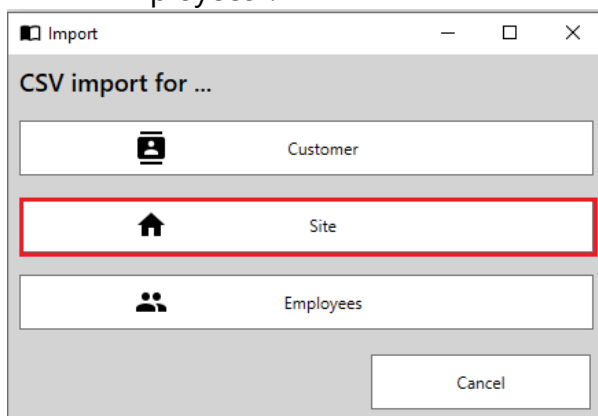 Import
CSV import for ...
Customer
Site
Employees
Cancel